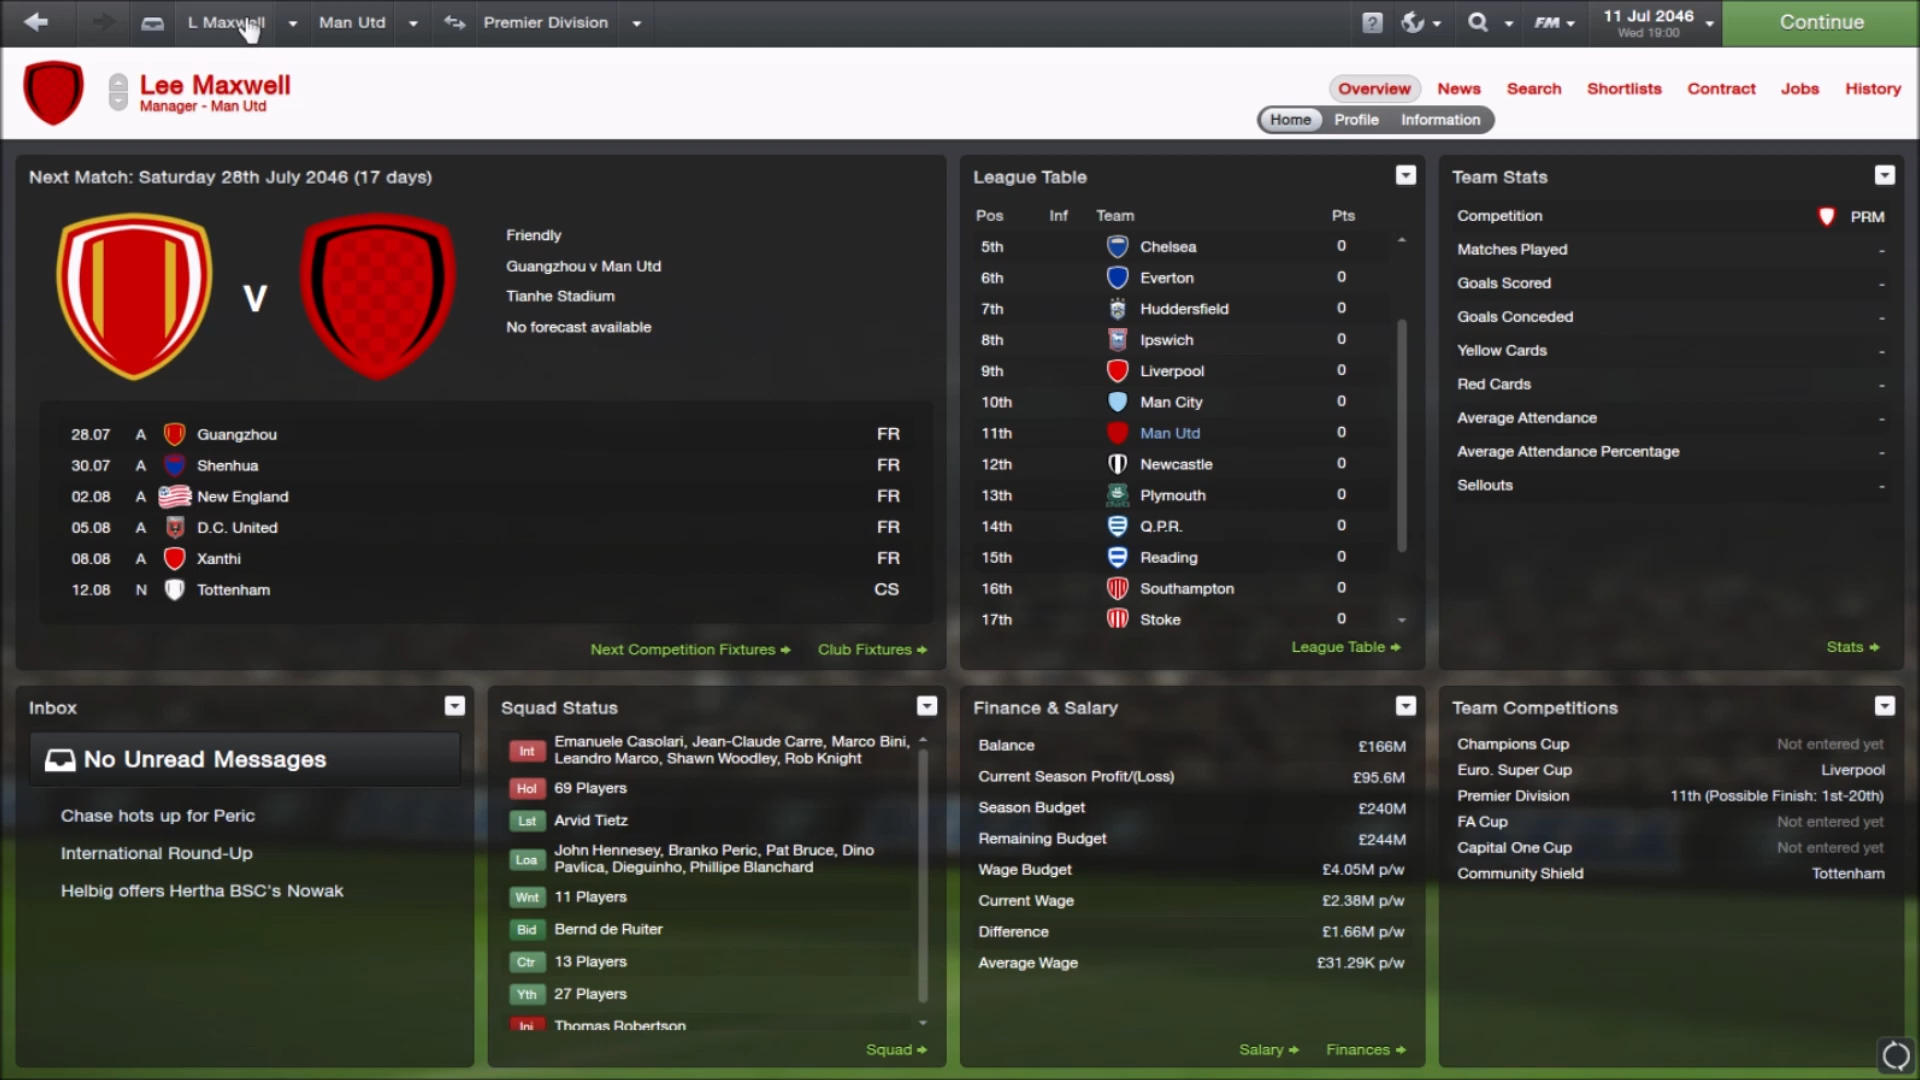 L Maxwell
Man Utd
Premier Division
?
FM
11 Jul 2046
Wed 19:00
Continue
Lee Maxwell
Manager - Man Utd
Overview News Search Shortlists Contract Jobs History
Home Profile Information
Next Match: Saturday 28th July 2046 (17 days)
V
Friendly
Guangzhou v Man Utd
Tianhe Stadium
No forecast available
28.07 A Guangzhou FR
30.07 A Shenhua FR
02.08 A New England FR
05.08 A D.C. United FR
08.08 A Xanthi FR
12.08 N Tottenham CS
Next Competition Fixtures Club Fixtures
League Table
Pos Inf Team Pts
5th Chelsea 0
6th Everton 0
7th Huddersfield 0
8th Ipswich 0
9th Liverpool 0
10th Man City 0
11th Man Utd 0
12th Newcastle 0
13th Plymouth 0
14th Q.P.R. 0
15th Reading 0
16th Southampton 0
17th Stoke 0
League Table
Team Stats
Competition PRM
Matches Played -
Goals Scored -
Goals Conceded -
Yellow Cards -
Red Cards -
Average Attendance -
Average Attendance Percentage -
Sellouts -
Stats
Inbox
No Unread Messages
Chase hots up for Peric
International Round-Up
Helbig offers Hertha BSC's Nowak
Squad Status
Int Emanuele Casolari, Jean-Claude Carre, Marco Bini,
Leandro Marco, Shawn Woodley, Rob Knight
Hol 69 Players
Lst Arvid Tietz
Loa John Hennesey, Branko Peric, Pat Bruce, Dino
Pavlica, Dieguinho, Phillipe Blanchard
Wnt 11 Players
Bid Bernd de Ruiter
Ctr 13 Players
Yth 27 Players
Inj Thomas Robertson
Squad
Finance & Salary
Balance £166M
Current Season Profit/(Loss) £95.6M
Season Budget £240M
Remaining Budget £244M
Wage Budget £4.05M p/w
Current Wage £2.38M p/w
Difference £1.66M p/w
Average Wage £31.29K p/w
Salary Finances
Team Competitions
Champions Cup Not entered yet
Euro. Super Cup Liverpool
Premier Division 11th (Possible Finish: 1st-20th)
FA Cup Not entered yet
Capital One Cup Not entered yet
Community Shield Tottenham